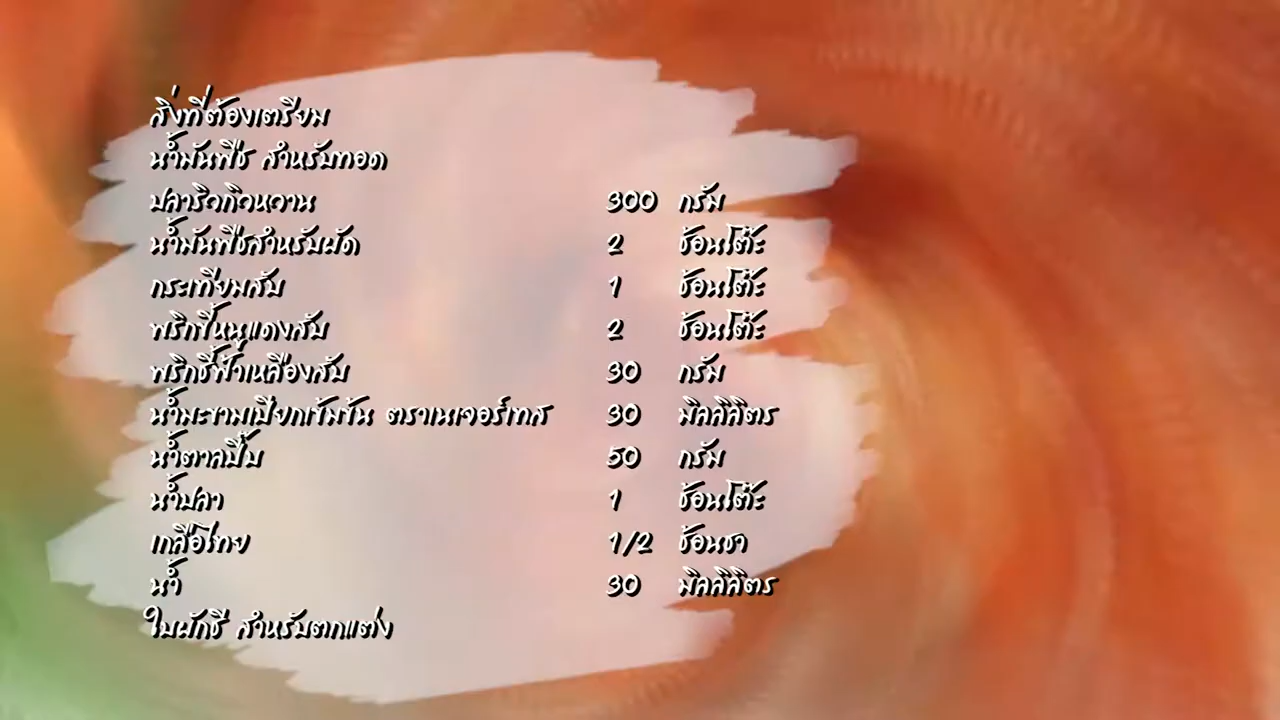 สิ่งที่ต้องเตรียม
น้ำมันพืช สำหรับทอด
ปลาริวกิวหวาน 300 กรัม
น้ำมันพืชสำหรับผัด 2 ช้อนโต๊ะ
กระเทียมสับ 1 ช้อนโต๊ะ
พริกขี้หนูแดงสับ 2 ช้อนโต๊ะ
พริกชี้ฟ้าเหลืองสับ 30 กรัม
น้ำมะขามเปียกเข้มข้น ตราเนเจอร์เทส 30 มิลลิลิตร
น้ำตาลปี๊บ 50 กรัม
น้ำปลา 1 ช้อนโต๊ะ
เกลือไทย 1/2 ช้อนชา
น้ำ 30 มิลลิลิตร
ใบผักชี สำหรับตกแต่ง